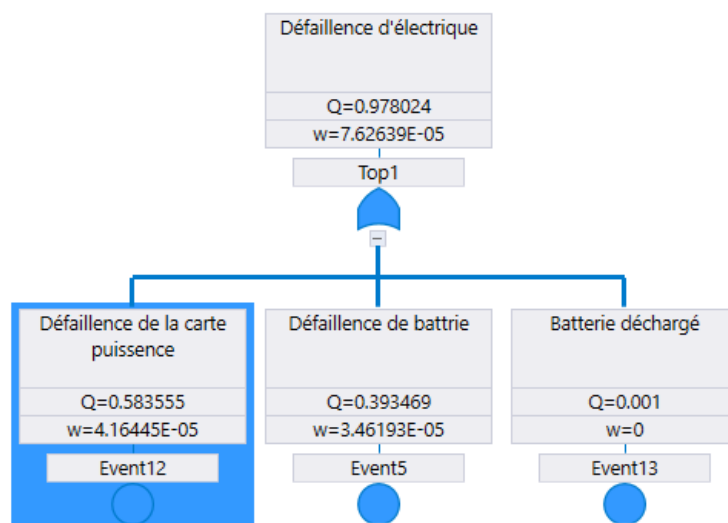 Défaillence d'électrique
Q=0.978024
w=7.62639E-05
Top1
Défaillence de la carte
puissence
Q=0.583555
w=4.16445E-05
Event12
Défaillence de battrie
Q=0.393469
w=3.46193E-05
Event5
Batterie déchargé
Q=0.001
w=0
Event13